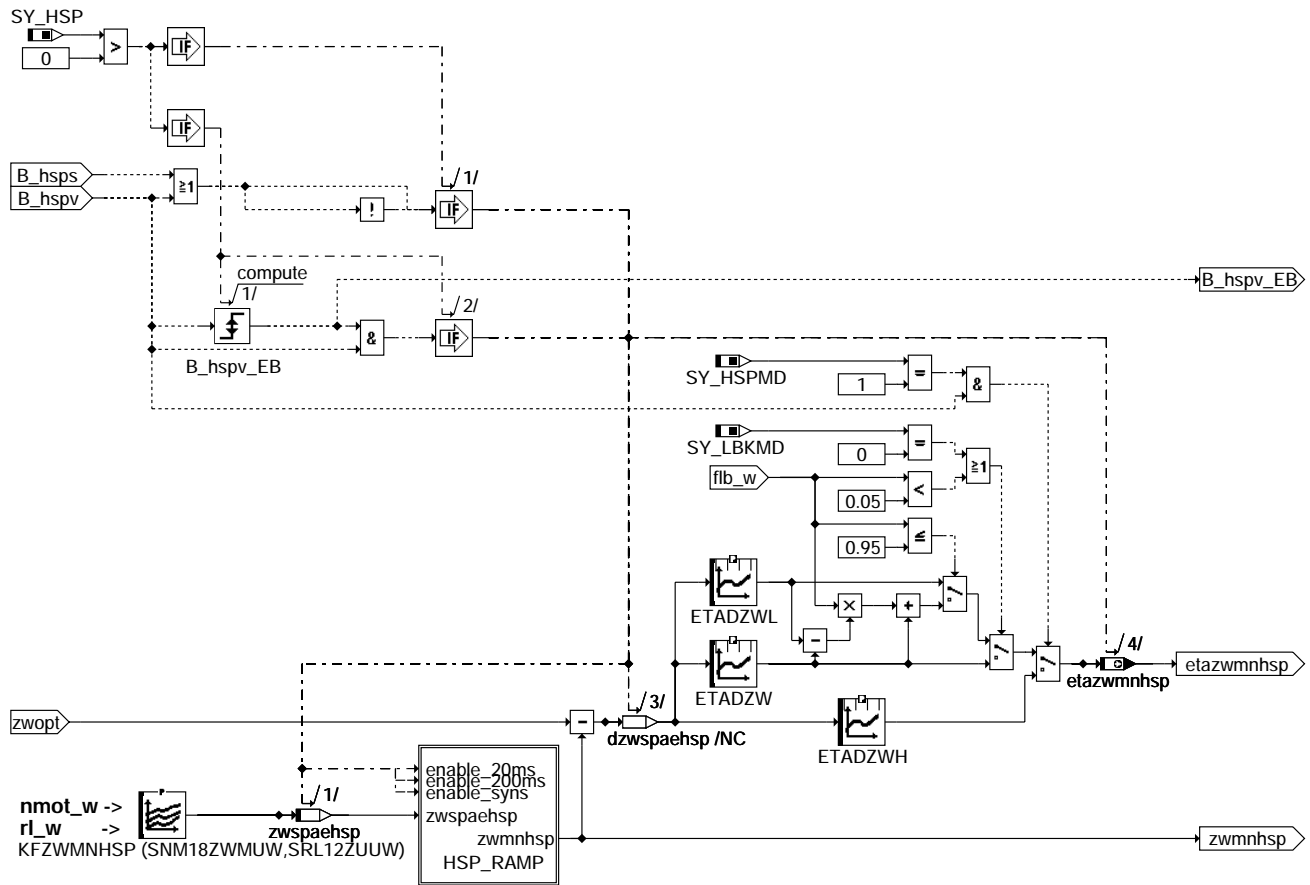 SY_HSP
>
0
IF
IF
B_hsps
B_hspv
≥1
!
1/
IF
compute
1/
B_hspv_EB
B_hspv_EB
&
2/
IF
SY_HSPMD
=
1
&
SY_LBKMD
=
0
≥1
flb_w
<
0.05
≤
0.95
ETADZWL
×
+
-
ETADZW
4/
etazwmnhsp
etazwmnhsp
zwopt
-
3/
dzwspaehsp /NC
ETADZWH
enable_20ms
enable_200ms
enable_syns
nmot_w ->
rl_w ->
P
1/
zwspaehsp
zwspaehsp
zwmnhsp
zwmnhsp
KFZWMNHSP (SNM18ZWMUW,SRL12ZUUW)
HSP_RAMP